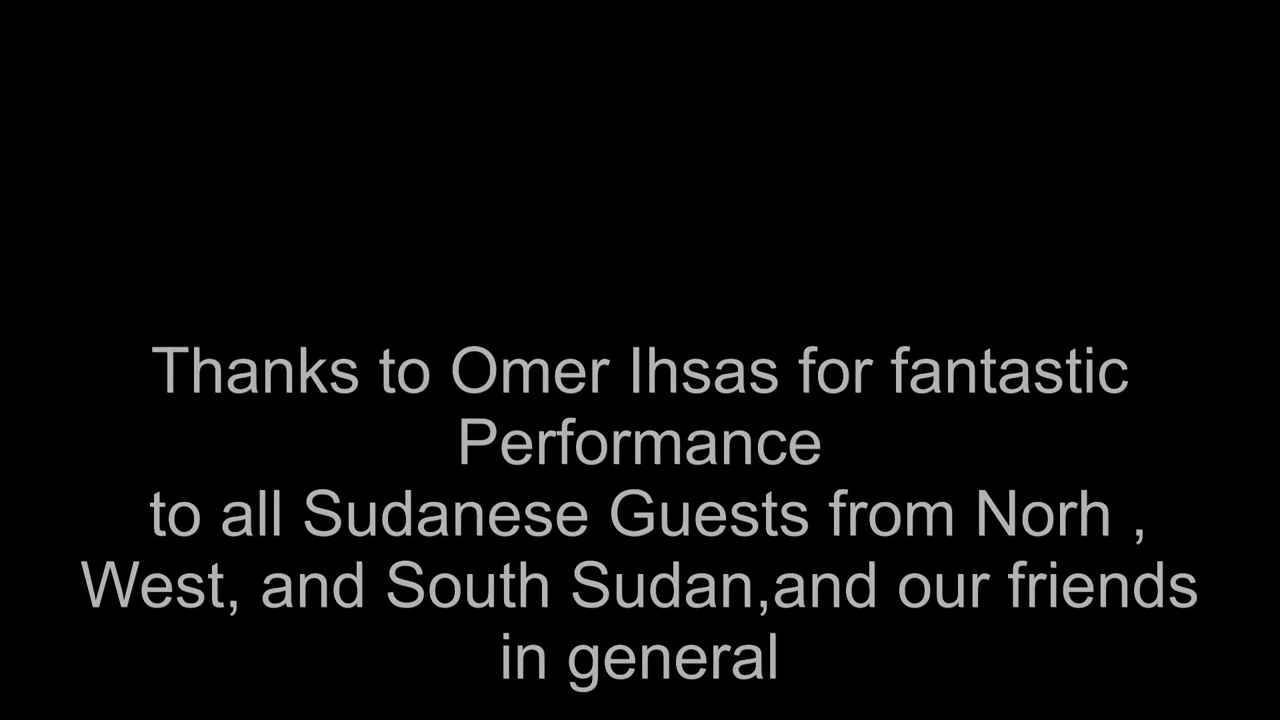 Thanks to Omer Ihsas for fantastic
Performance
to all Sudanese Guests from Norh ,
West, and South Sudan,and our friends
in general